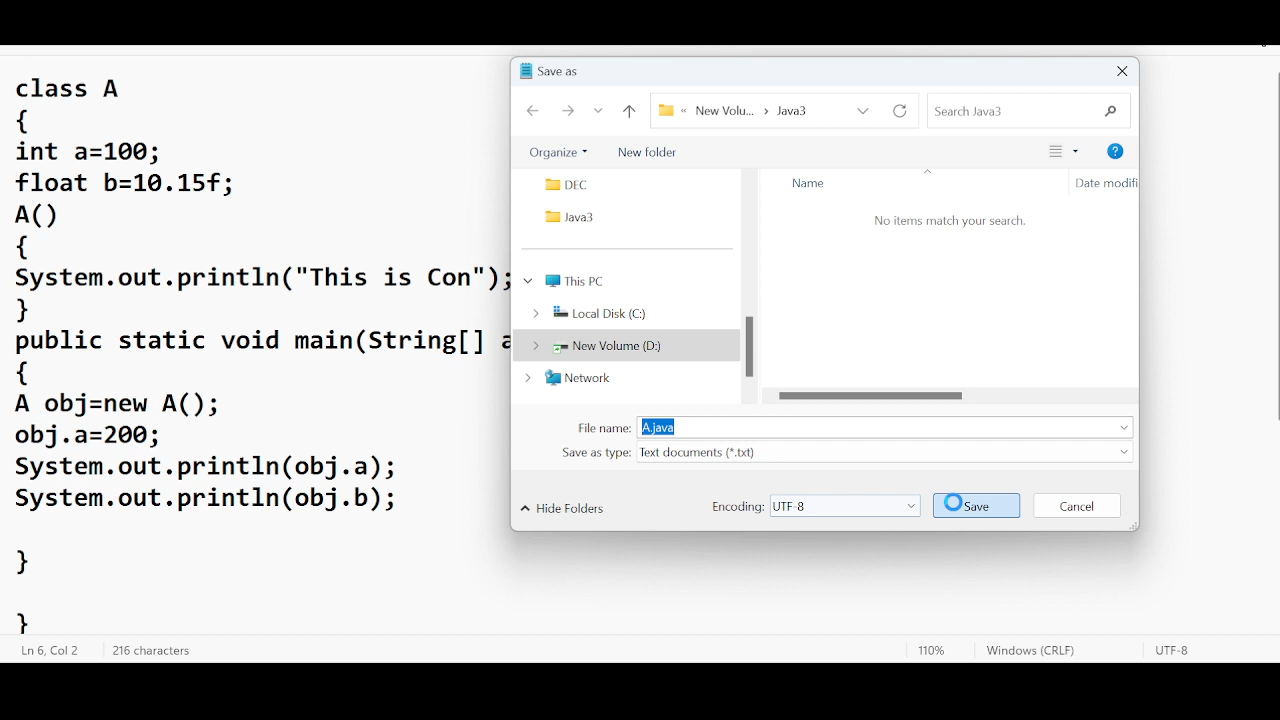 class A
{
int a=100;
float b=10.15f;
A()
{
System.out.println("This is Con");
}
public static void main(String[]
{
A obj=new A();
obj.a=200;
System.out.println(obj.a);
System.out.println(obj.b);
}
}
Save as
« New Volu... > Java3
Search Java3
Organize
New folder
DEC
Java3
This PC
Local Disk (C:)
New Volume (D:)
Network
Name
Date modifi
No items match your search.
File name: A.java
Save as type: Text documents (*.txt)
Hide Folders
Encoding: UTF-8
Save
Cancel
Ln 6, Col 2
216 characters
110%
Windows (CRLF)
UTF-8